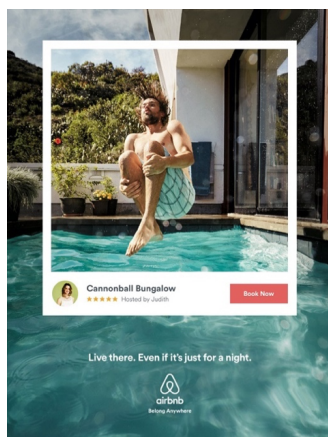 Cannonball Bungalow
Hosted by Judith
Book Now
Live there. Even if it's just for a night.
airbnb
Belong Anywhere